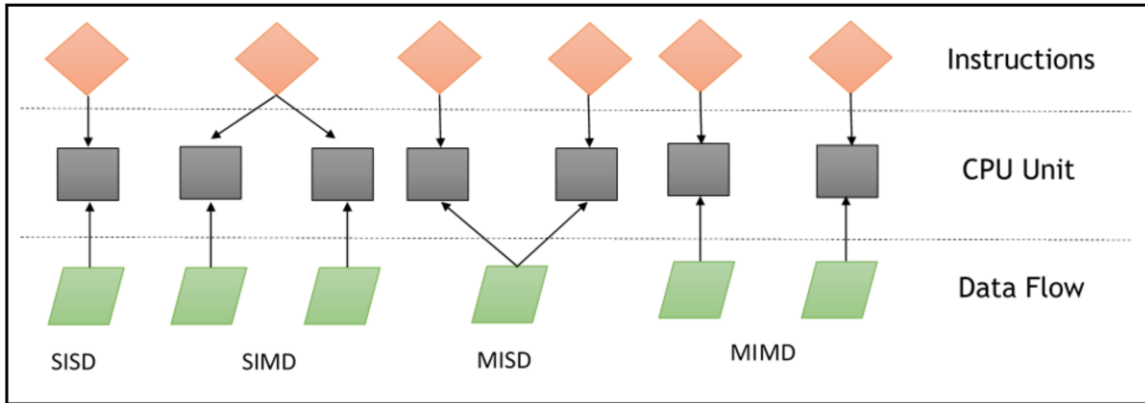 Instructions
CPU Unit
Data Flow
SISD
SIMD
MISD
MIMD